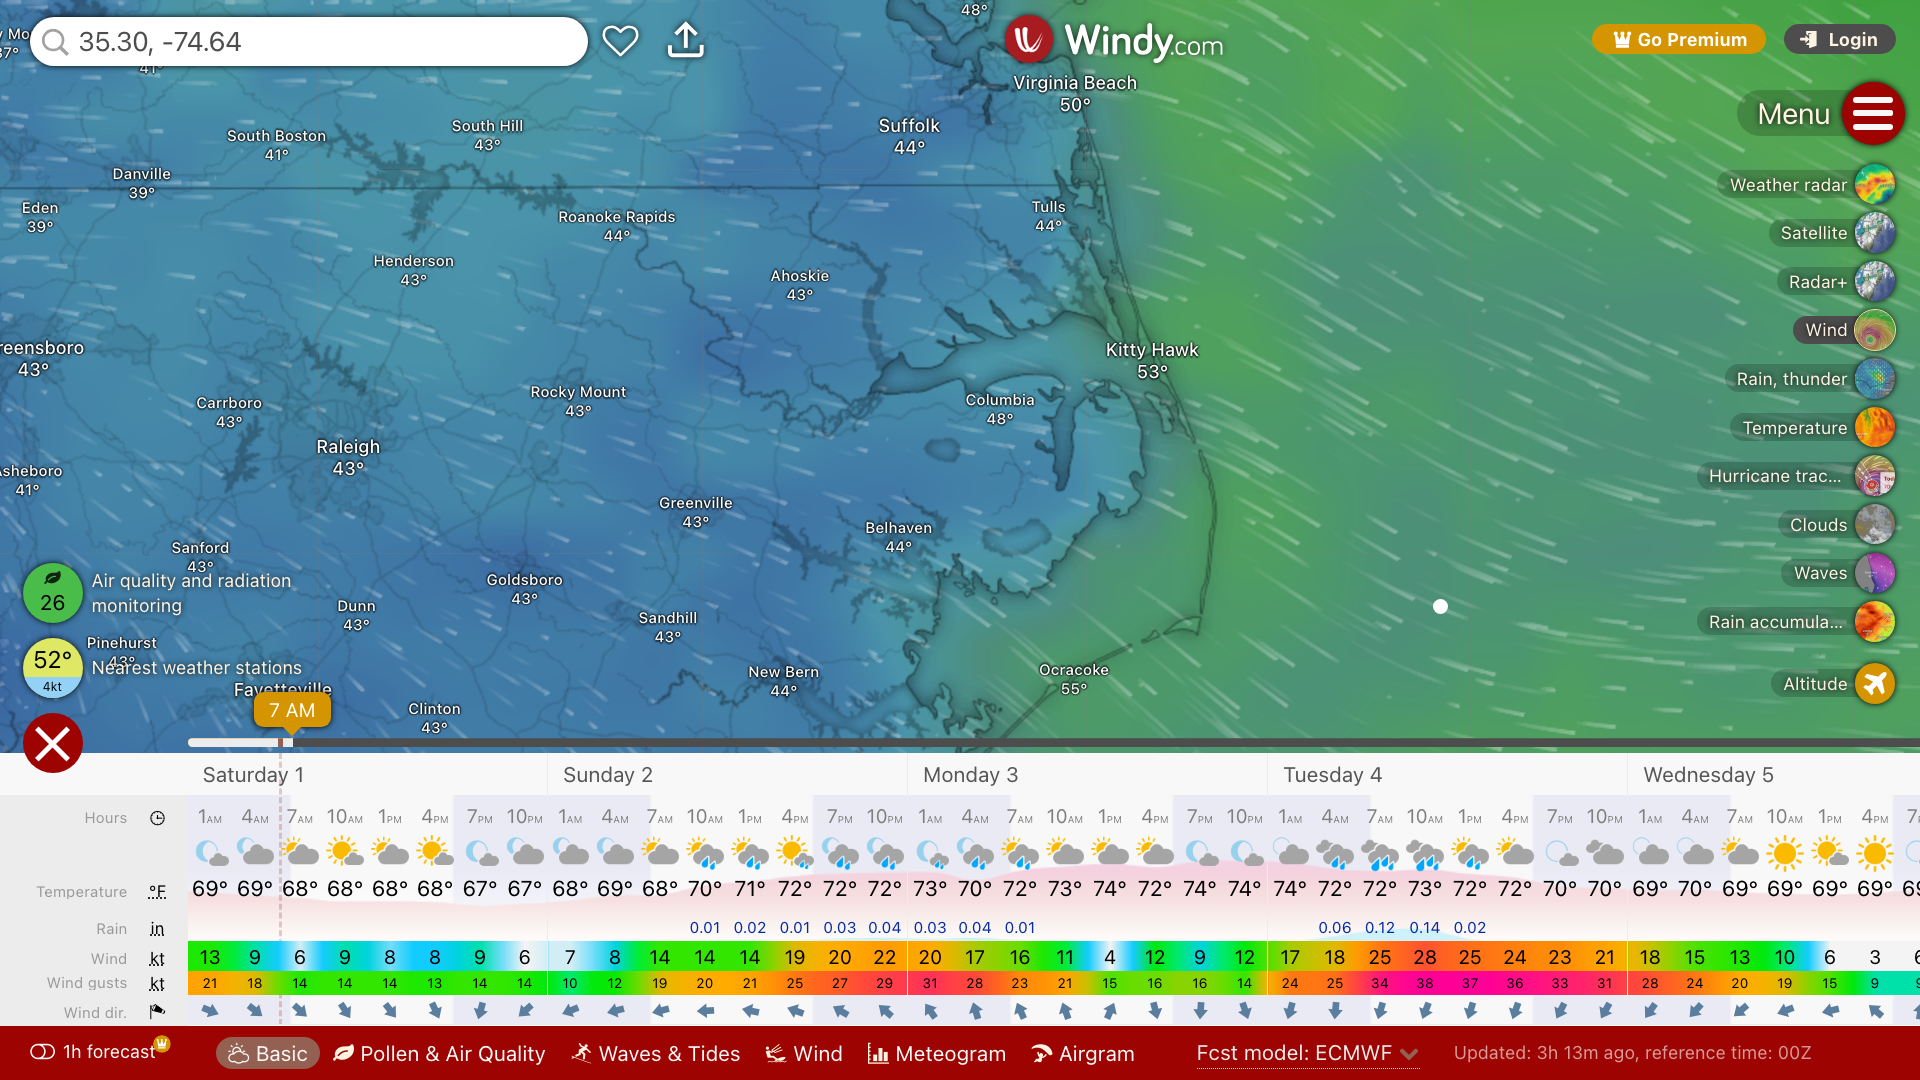 35.30, -74.64
Windy.com
Go Premium
Login
Menu
Weather radar
Satellite
Radar+
Wind
Rain, thunder
Temperature
Hurricane trac...
Clouds
Waves
Rain accumula...
Altitude
48°
Virginia Beach
50°
Suffolk
44°
South Hill
43°
South Boston
41°
Danville
39°
Eden
39°
Tulls
44°
Roanoke Rapids
44°
Henderson
43°
Ahoskie
43°
Kitty Hawk
53°
reensboro
43°
Rocky Mount
43°
Columbia
48°
Carrboro
43°
Raleigh
43°
sheboro
41°
Greenville
43°
Belhaven
44°
Sanford
43°
Goldsboro
43°
Dunn
43°
Sandhill
43°
Pinehurst
43°
New Bern
44°
Ocracoke
55°
Fayetteville
Clinton
43°
26
Air quality and radiation
monitoring
52°
4kt
Nearest weather stations
7 AM
Saturday 1 Sunday 2 Monday 3 Tuesday 4 Wednesday 5
Hours 1AM 4AM 7AM 10AM 1PM 4PM 7PM 10PM 1AM 4AM 7AM 10AM 1PM 4PM 7PM 10PM 1AM 4AM 7AM 10AM 1PM 4PM 7PM 10PM 1AM 4AM 7AM 10AM 1PM 4PM 7PM 10PM 1AM 4AM 7AM 10AM 1PM 4PM
Temperature °F 69° 69° 68° 68° 68° 68° 67° 67° 68° 69° 68° 70° 71° 72° 72° 72° 73° 70° 72° 73° 74° 72° 74° 74° 74° 72° 72° 73° 72° 72° 70° 70° 69° 70° 69° 69° 69° 69° 69
Rain in 0.01 0.02 0.01 0.03 0.04 0.03 0.04 0.01 0.06 0.12 0.14 0.02
Wind kt 13 9 6 9 8 8 9 6 7 8 14 14 14 19 20 22 20 17 16 11 4 12 9 12 17 18 25 28 25 24 23 21 18 15 13 10 6 3 6
Wind gusts kt 21 18 14 14 14 13 14 14 10 12 19 20 21 25 27 29 31 28 23 21 15 16 16 14 24 25 34 38 37 36 33 31 28 24 20 19 15 9 9
Wind dir.
1h forecast
Basic
Pollen & Air Quality
Waves & Tides
Wind
Meteogram
Airgram
Fcst model: ECMWF
Updated: 3h 13m ago, reference time: 00Z